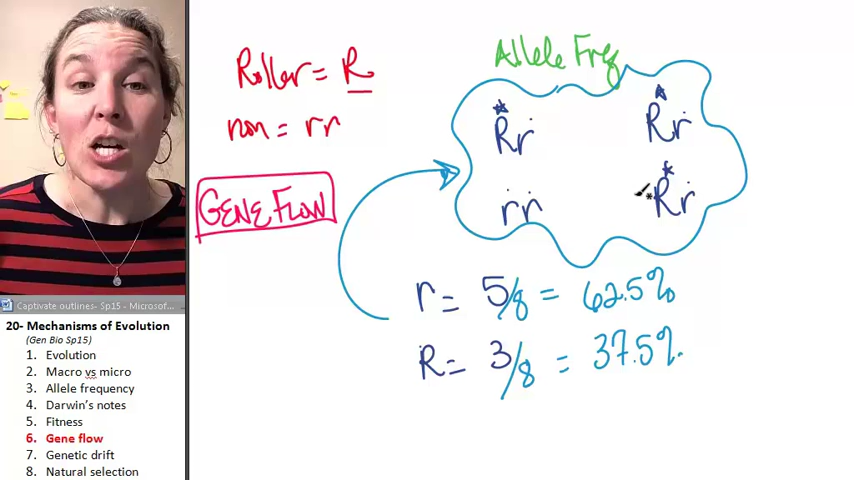 Allele Freq
Roller = R
non = rr
GENE FLOW
Rr Rr
rr Rr
r = 5/8 = 62.5%
R = 3/8 = 37.5%.
Captivate outlines- Sp15 - Microsof...
20- Mechanisms of Evolution
(Gen Bio Sp15)
1. Evolution
2. Macro vs micro
3. Allele frequency
4. Darwin's notes
5. Fitness
6. Gene flow
7. Genetic drift
8. Natural selection